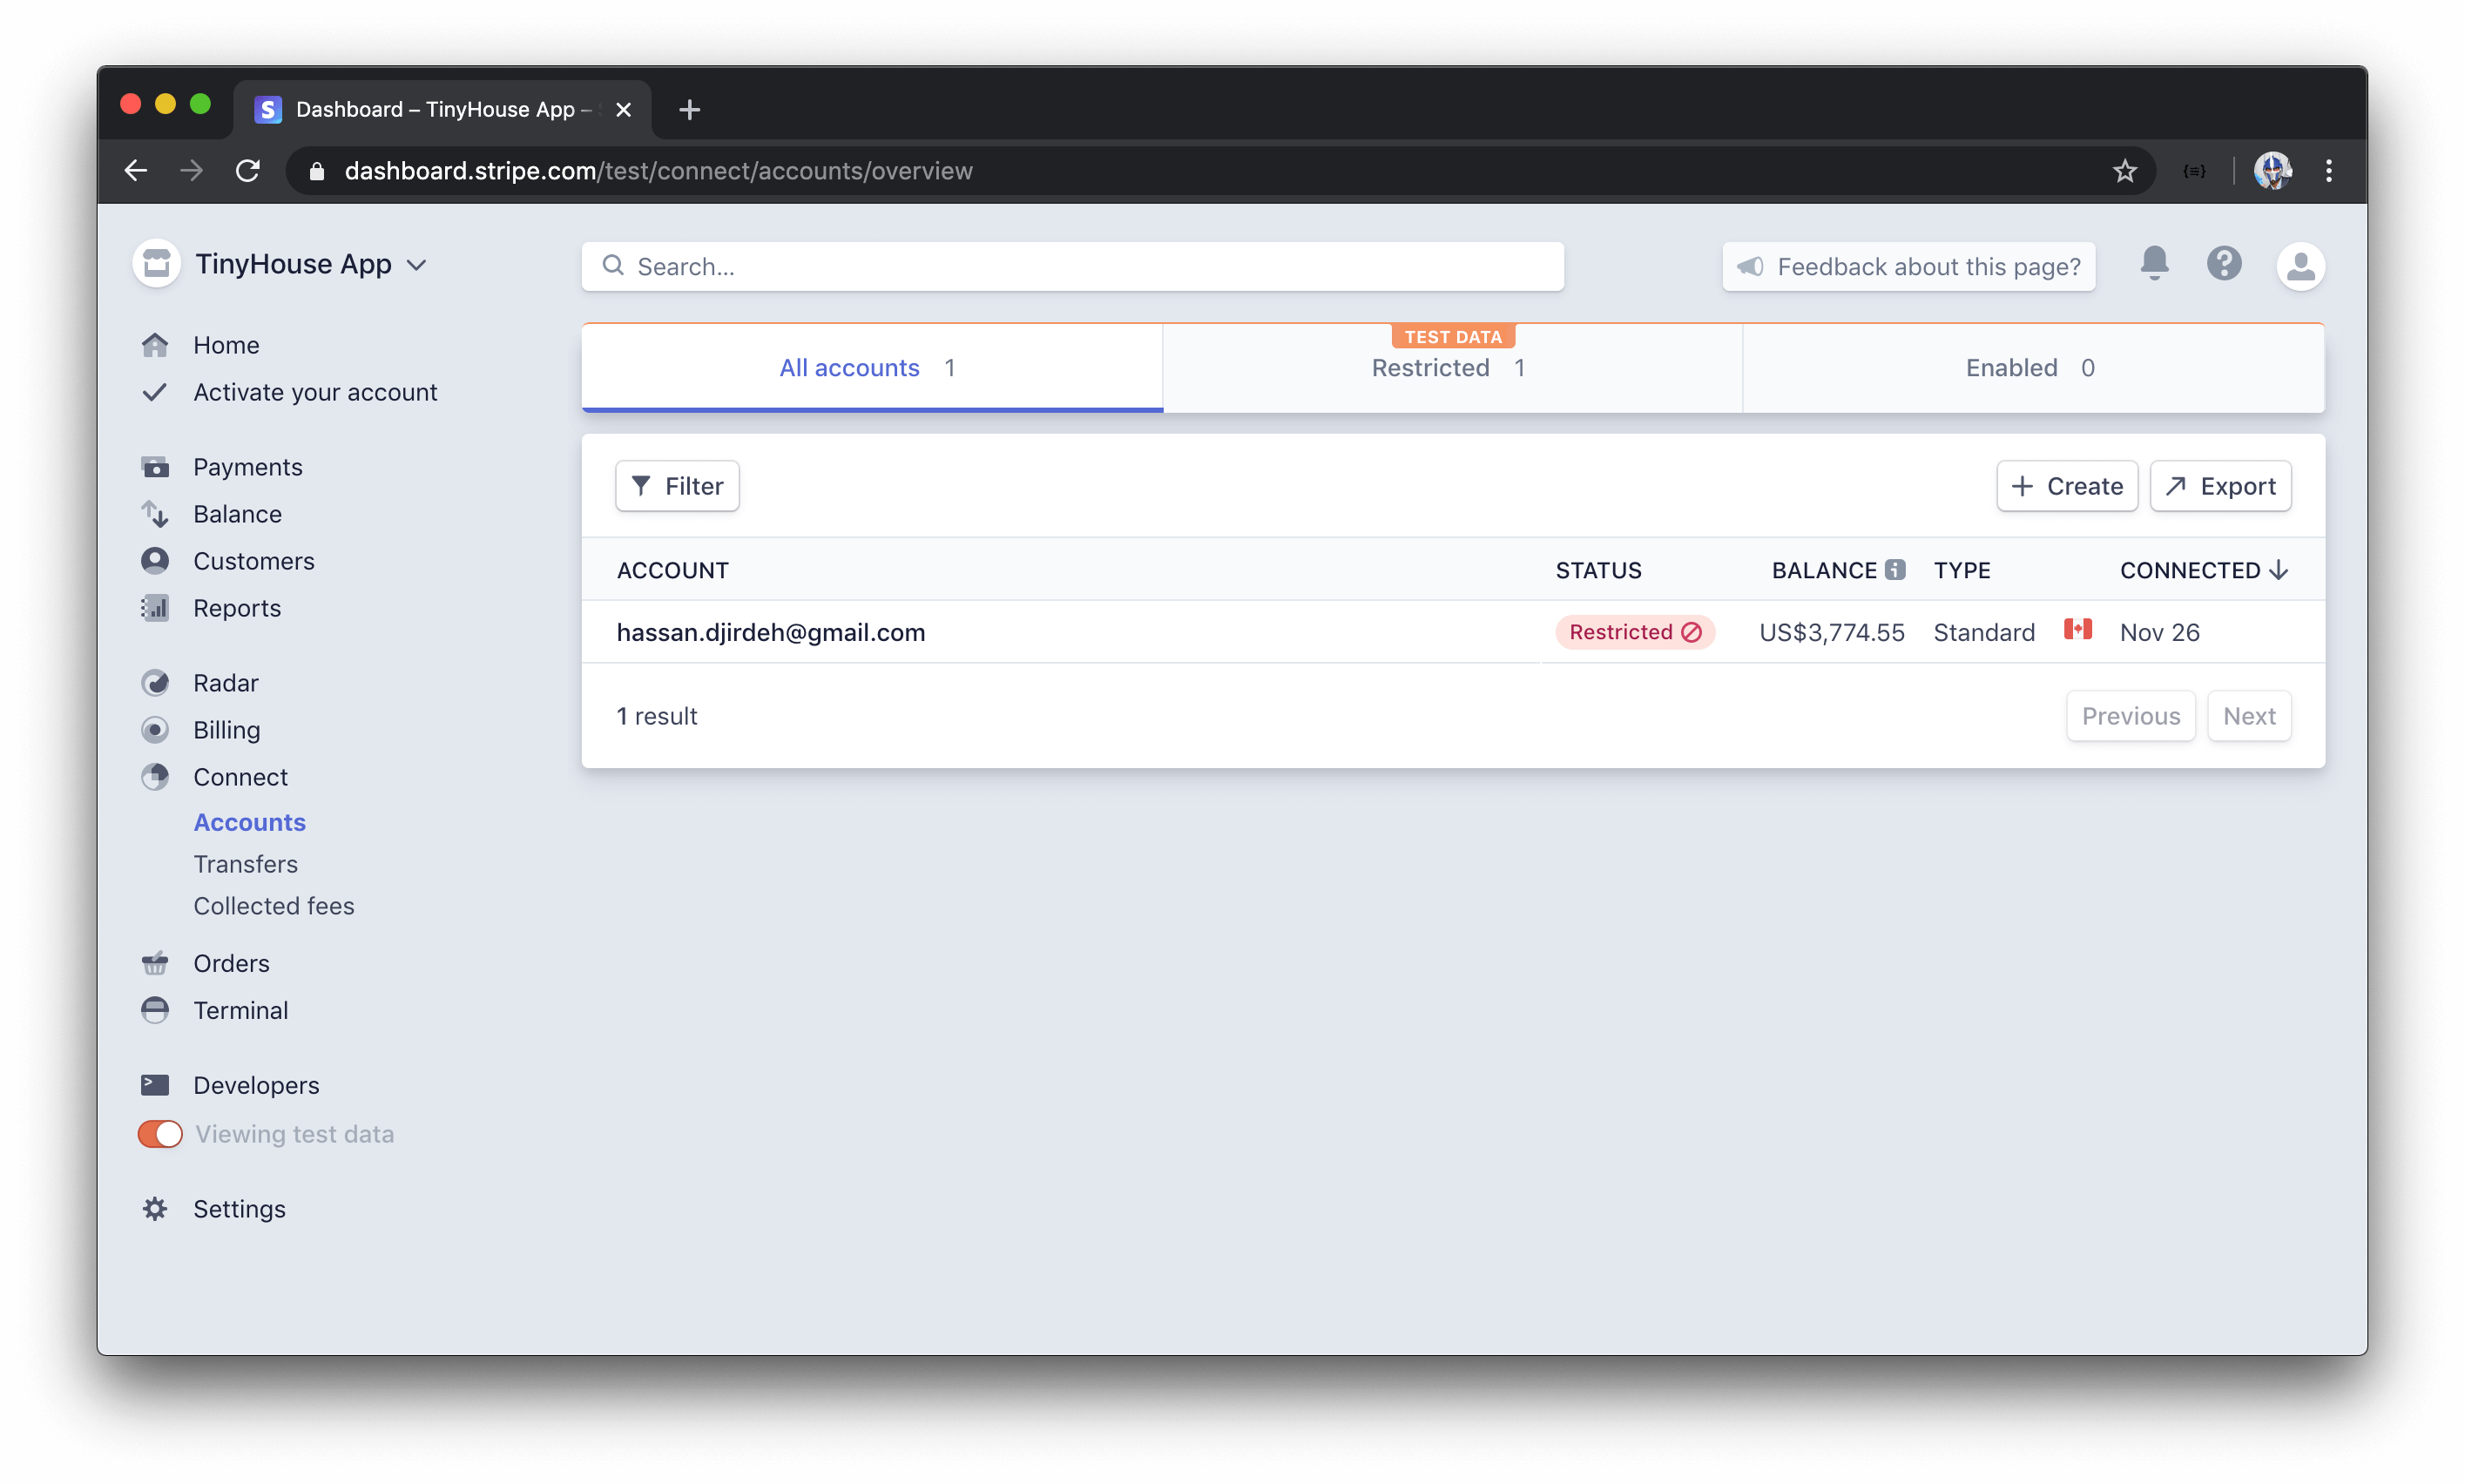 Dashboard – TinyHouse App –
dashboard.stripe.com/test/connect/accounts/overview
TinyHouse App
Search...
Feedback about this page?
Home
Activate your account
Payments
Balance
Customers
Reports
Radar
Billing
Connect
Accounts
Transfers
Collected fees
Orders
Terminal
Developers
Viewing test data
Settings
TEST DATA
All accounts 1
Restricted 1
Enabled 0
Filter
Create
Export
ACCOUNT STATUS BALANCE TYPE CONNECTED
hassan.djirdeh@gmail.com Restricted US$3,774.55 Standard Nov 26
1 result
Previous
Next